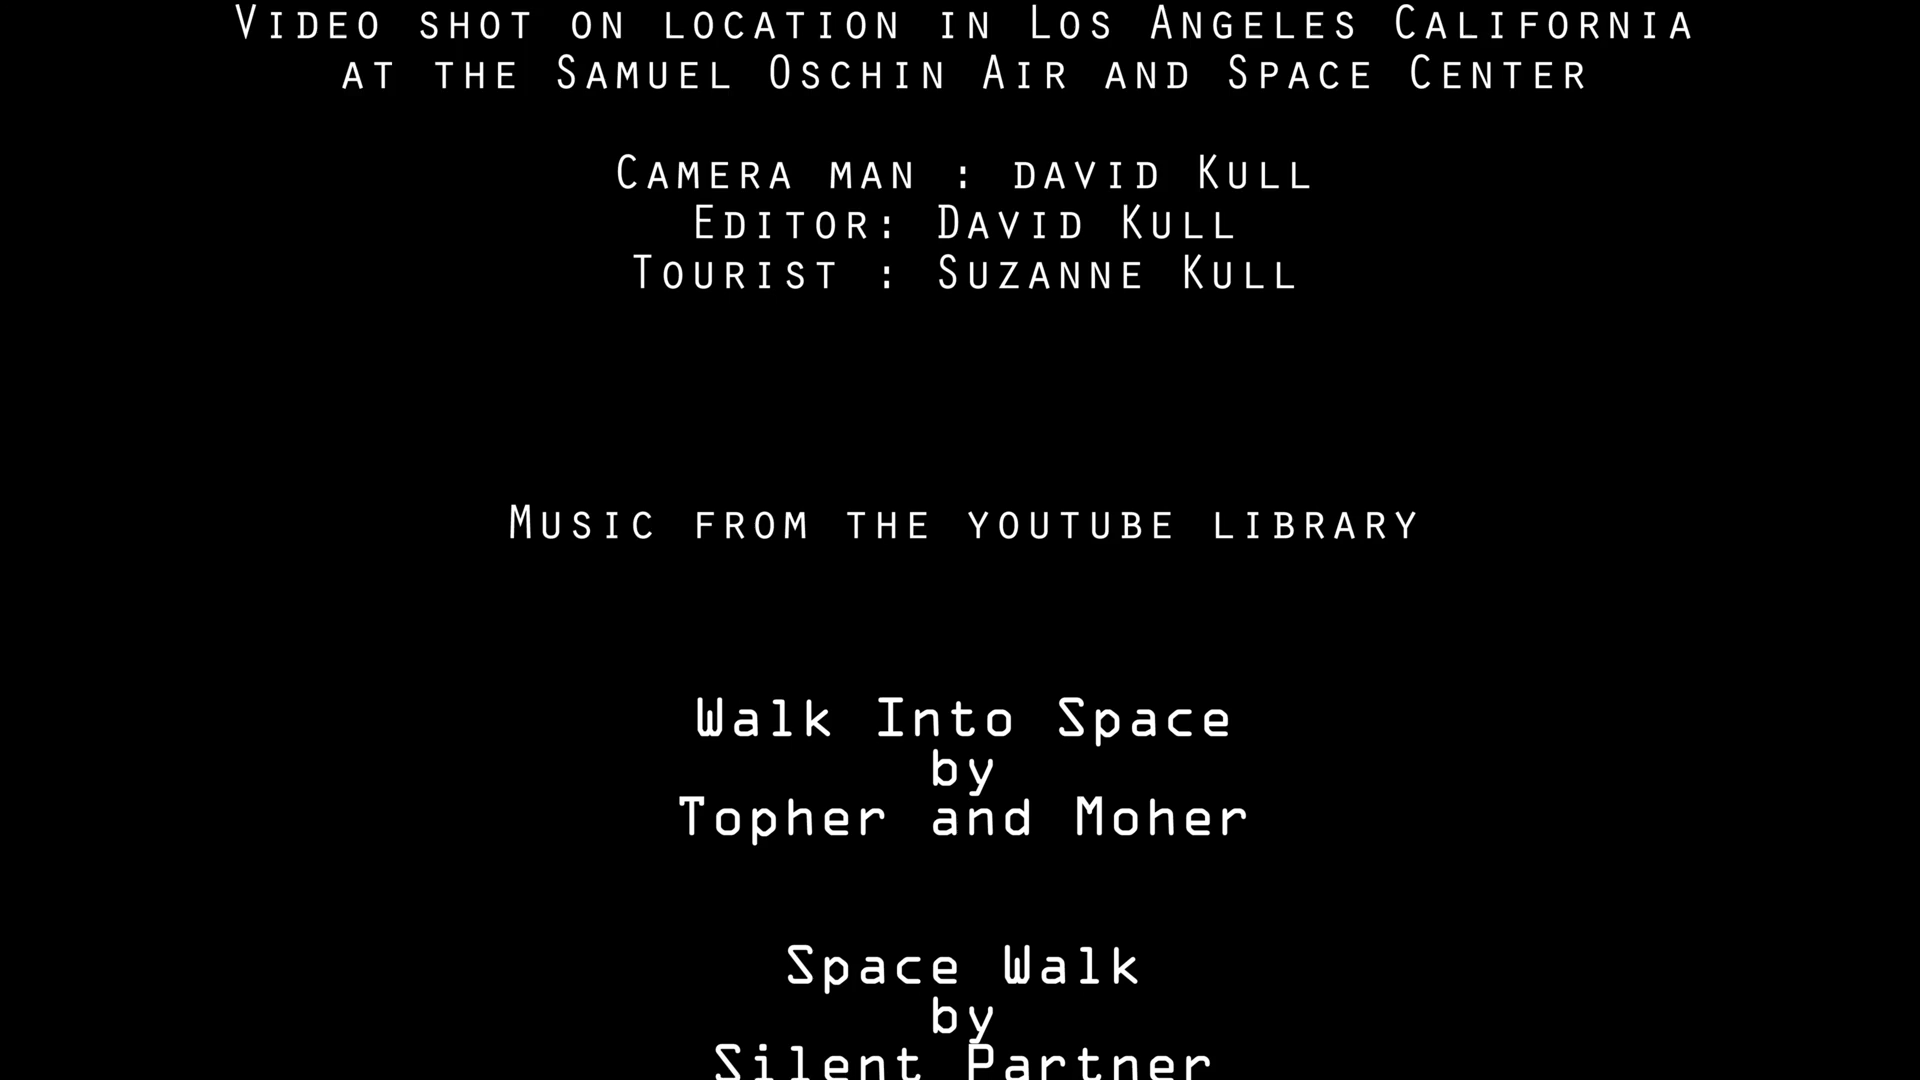 Video shot on location in Los Angeles California
at the Samuel Oschin Air and Space Center
Camera man : david Kull
Editor: David Kull
Tourist : Suzanne Kull
Music from the youtube library
Walk Into Space
by
Topher and Moher
Space Walk
by
Silent Partner